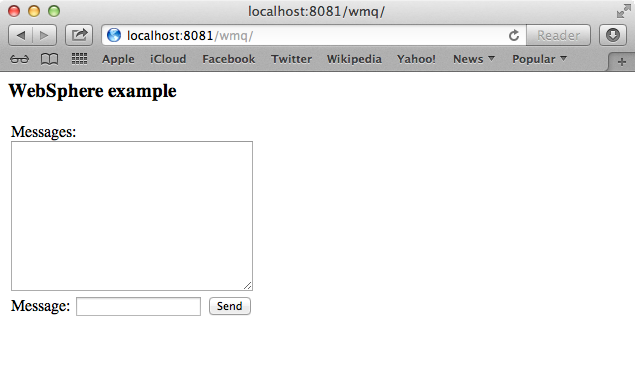 localhost:8081/wmq/
localhost:8081/wmq/ Reader
Apple iCloud Facebook Twitter Wikipedia Yahoo! News Popular
WebSphere example
Messages:
Message: Send